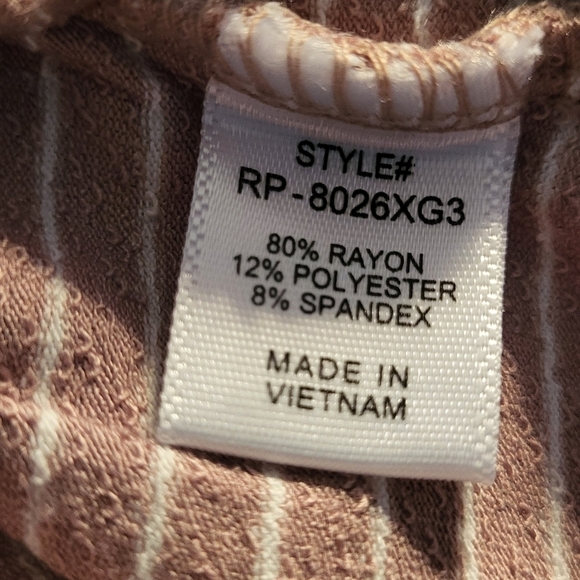 STYLE#
RP-8026XG3
80% RAYON
12% POLYESTER
8% SPANDEX
MADE IN
VIETNAM